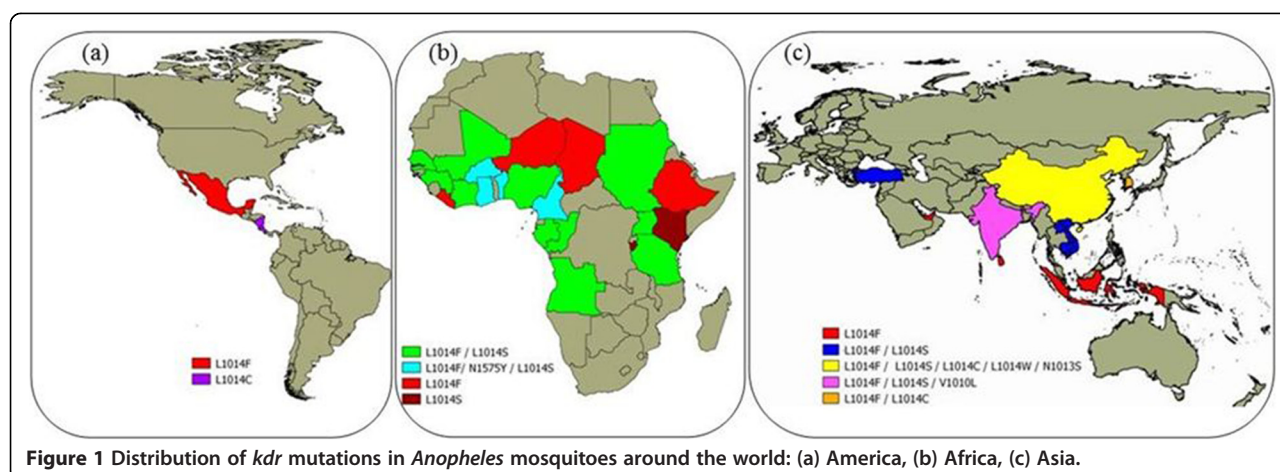 (a)
L1014F
L1014C
(b)
L1014F / L1014S
L1014F/ N1575Y / L1014S
L1014F
L1014S
(c)
L1014F
L1014F / L1014S
L1014F / L1014S / L1014C / L1014W / N1013S
L1014F / L1014S / V1010L
L1014F / L1014C
Figure 1 Distribution of kdr mutations in Anopheles mosquitoes around the world: (a) America, (b) Africa, (c) Asia.